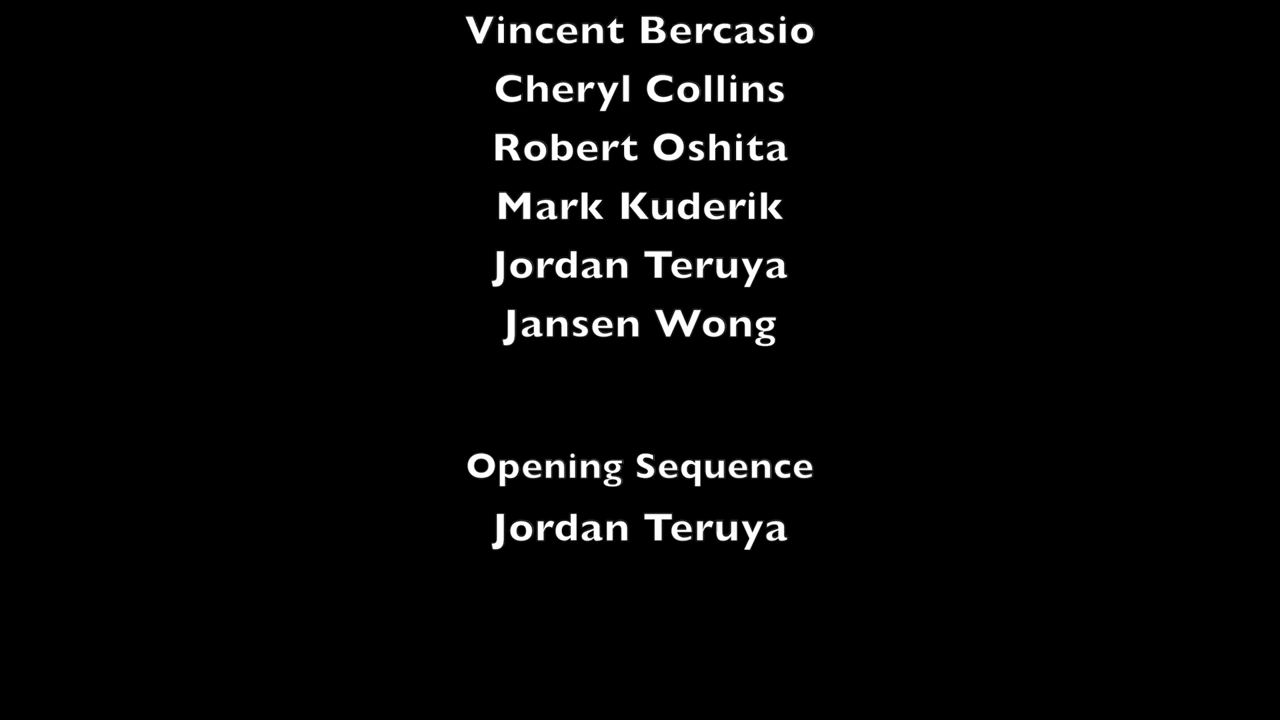 Vincent Bercasio
Cheryl Collins
Robert Oshita
Mark Kuderik
Jordan Teruya
Jansen Wong
Opening Sequence
Jordan Teruya